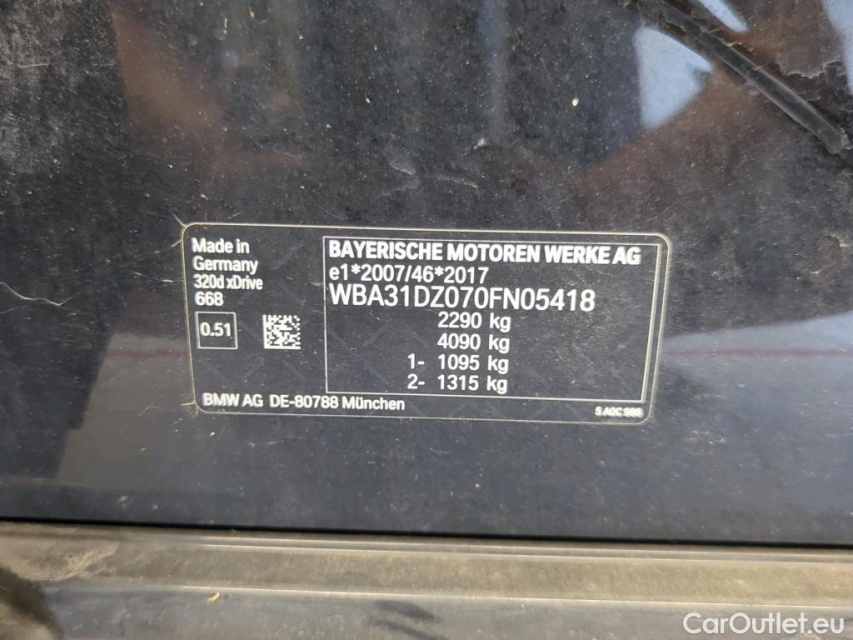 Made in
Germany
320d xDrive
668
0.51
BAYERISCHE MOTOREN WERKE AG
e1*2007/46*2017
WBA31DZ070FN05418
2290 kg
4090 kg
1- 1095 kg
2- 1315 kg
BMW AG DE-80788 München
CarOutlet.eu